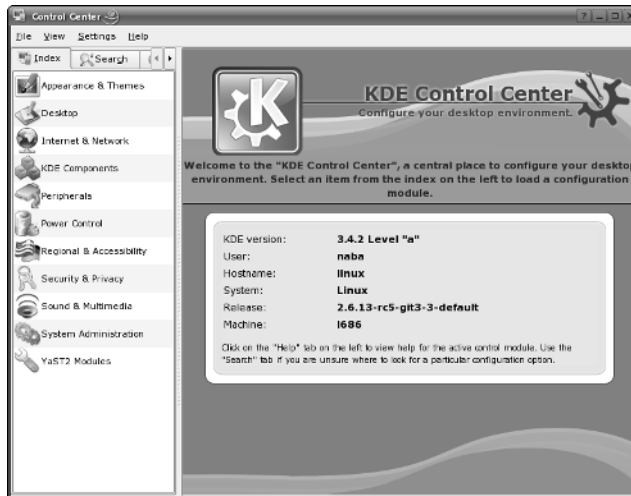 Control Center
File View Settings Help
Index Search
Appearance & Themes
Desktop
Internet & Network
KDE Components
Peripherals
Power Control
Regional & Accessibility
Security & Privacy
Sound & Multimedia
System Administration
YaST2 Modules
KDE Control Center
Configure your desktop environment.
Welcome to the "KDE Control Center", a central place to configure your desktop
environment. Select an item from the index on the left to load a configuration
module.
KDE version: 3.4.2 Level "a"
User: naba
Hostname: linux
System: Linux
Release: 2.6.13-rc5-git3-3-default
Machine: i686
Click on the "Help" tab on the left to view help for the active control module. Use the
"Search" tab if you are unsure where to look for a particular configuration option.